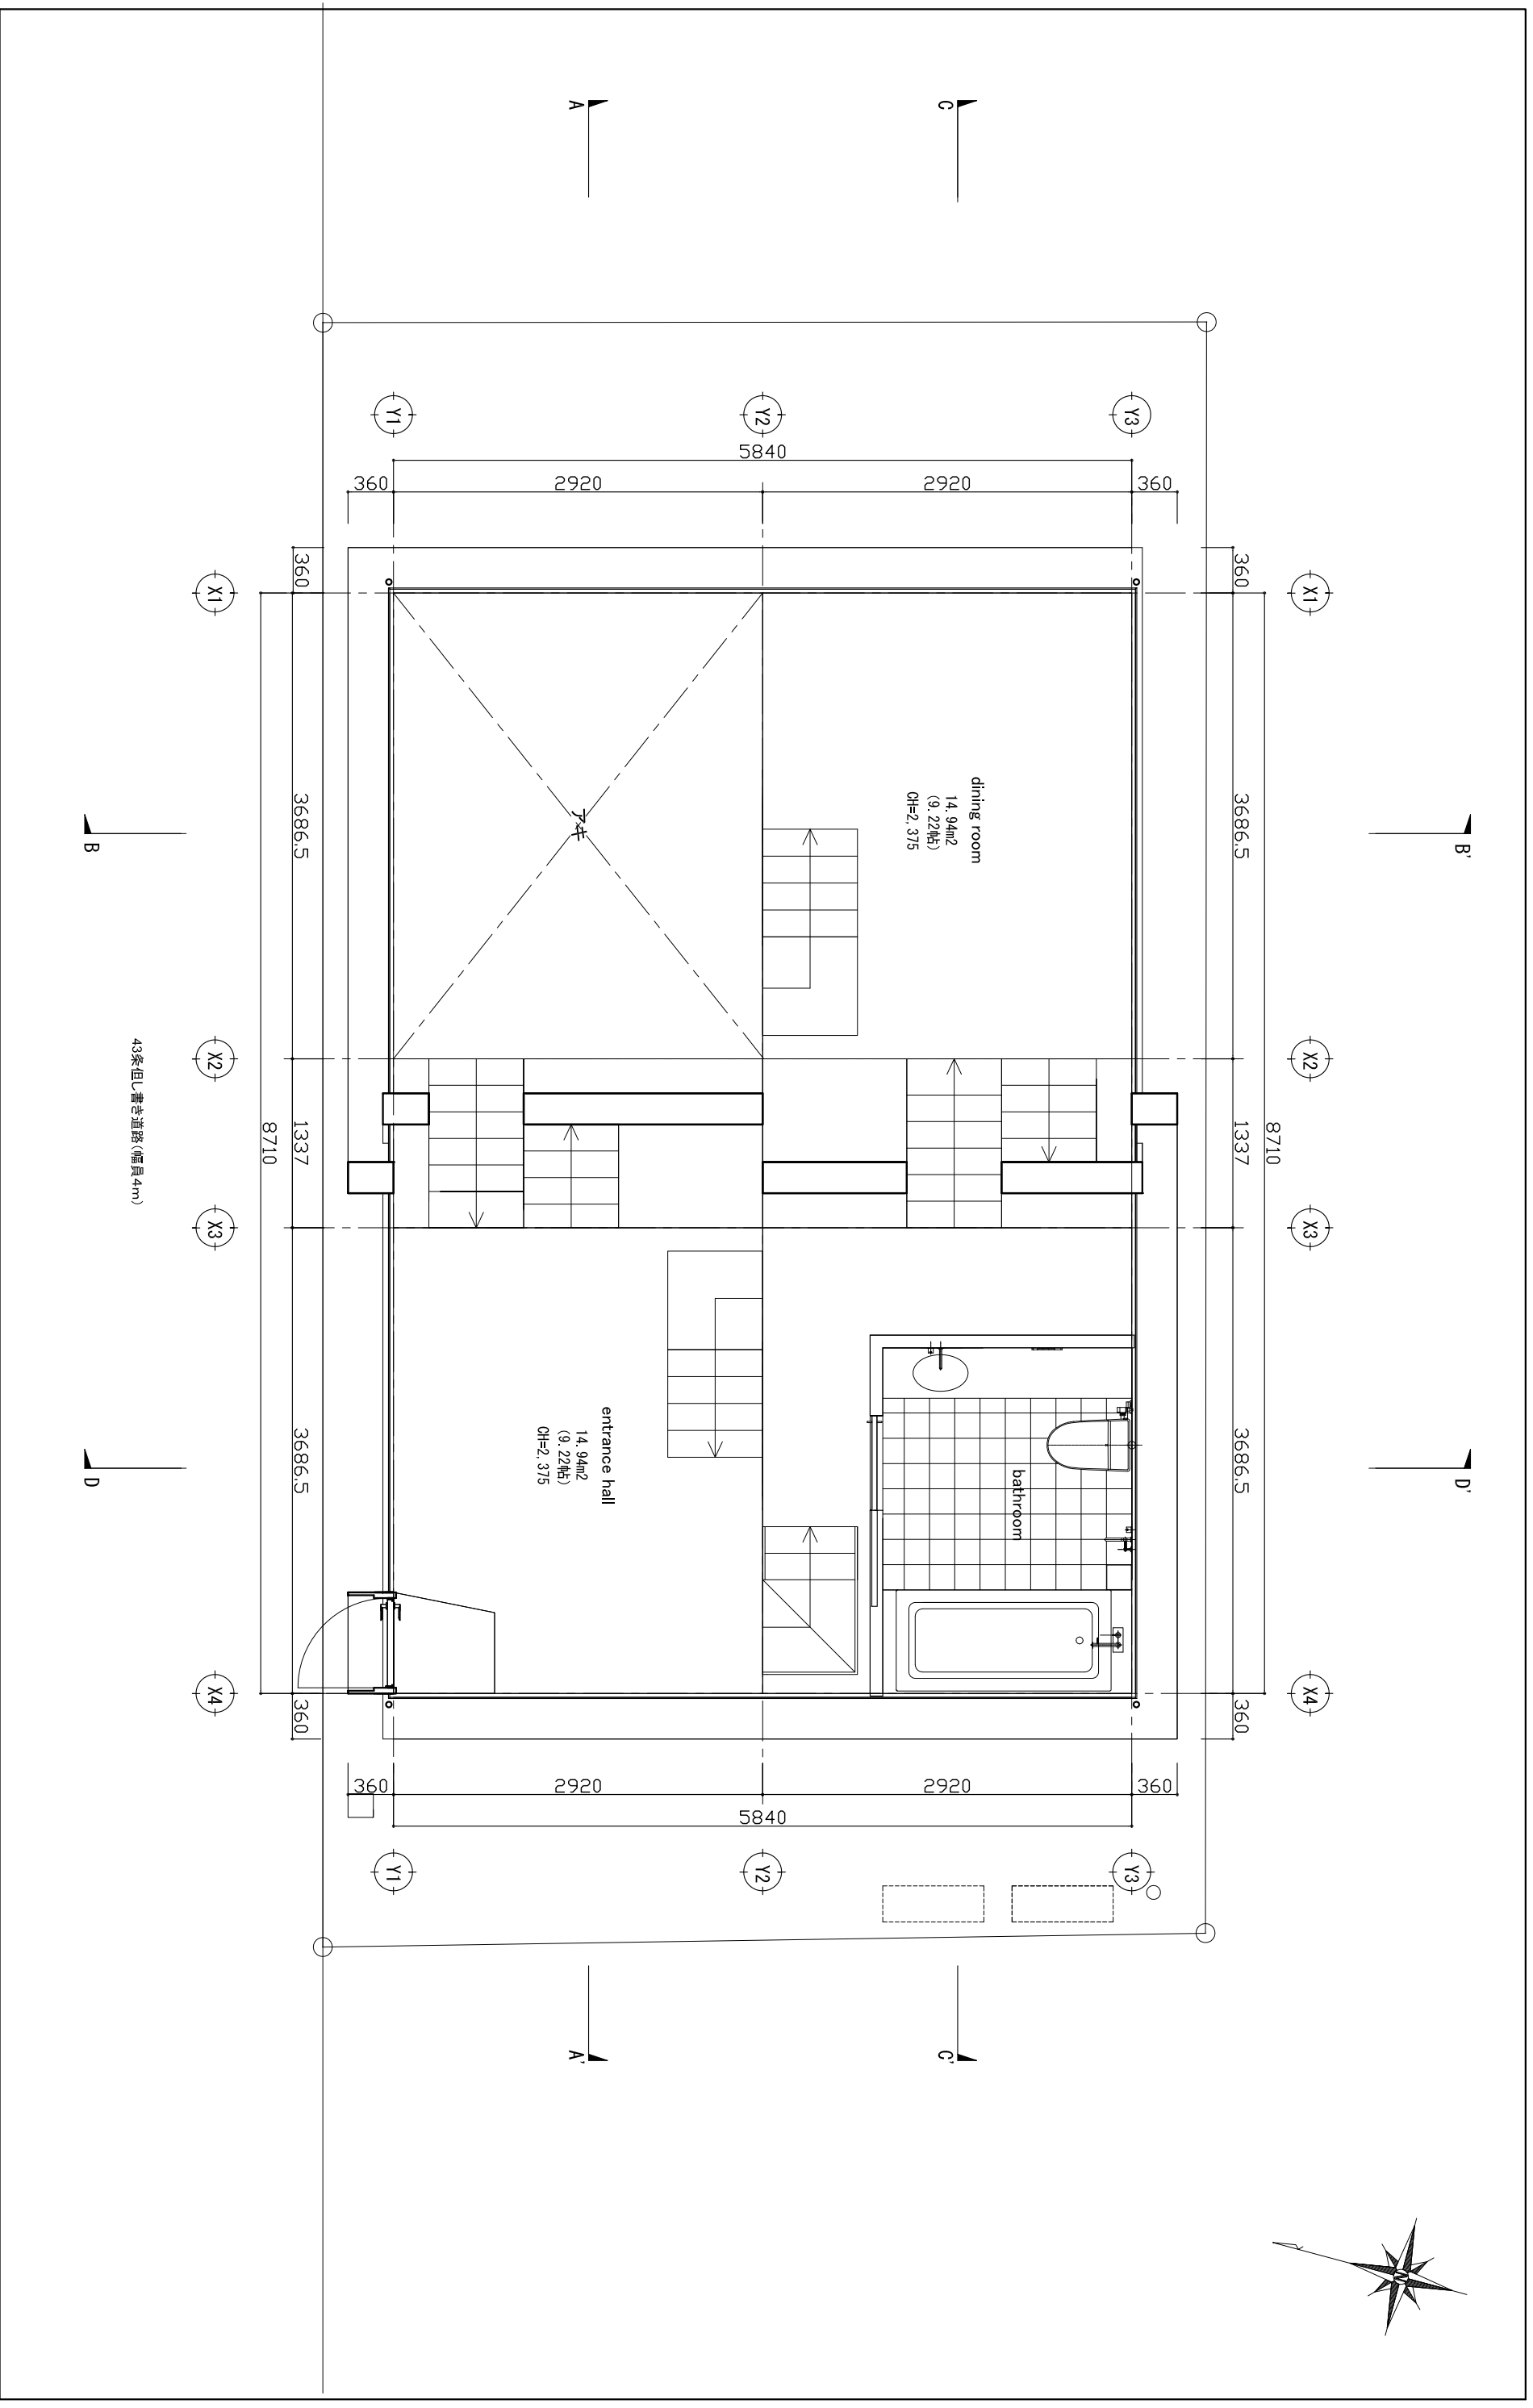 A
C
Y1
Y2
Y3
5840
360
2920
2920
360
360
360
X1
X1
dining room
14.94m2
(9.22帖)
CH=2,375
アキ
3686.5
3686.5
B
B'
X2
X2
43条但し書き道路(幅員4m)
8710
1337
1337
8710
X3
X3
entrance hall
14.94m2
(9.22帖)
CH=2,375
bathroom
3686.5
3686.5
D
D'
X4
X4
360
360
360
2920
2920
360
5840
Y1
Y2
Y3
A'
C'
N